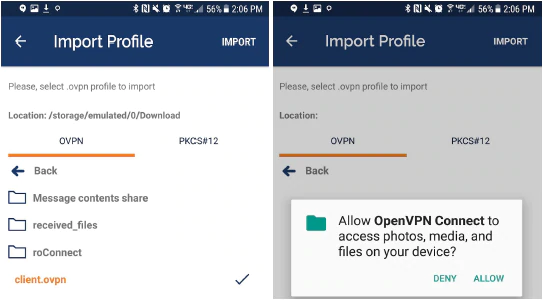 56% 2:06 PM
Import Profile IMPORT
Please, select .ovpn profile to import
Location: /storage/emulated/0/Download
OVPN PKCS#12
Back
Message contents share
received_files
roConnect
client.ovpn
56% 2:06 PM
Import Profile IMPORT
Please, select .ovpn profile to import
Location:
OVPN PKCS#12
Back
Allow OpenVPN Connect to
access photos, media, and
files on your device?
DENY ALLOW